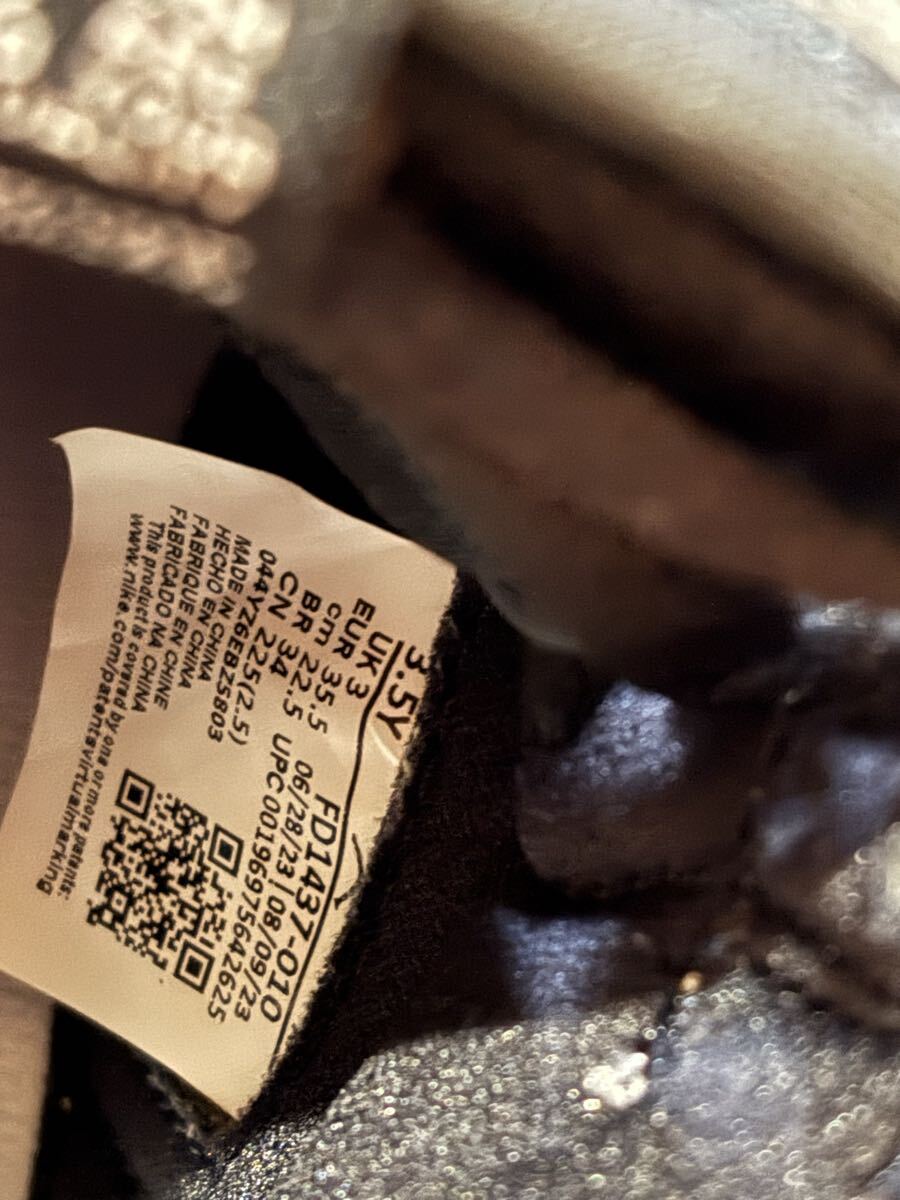 3.5Y
UK 3 FD1437-010
EUR 35.5 06/28/23 | 08/09/23
cm 22.5 UPC 00196975642625
BR 34
CN 225(2.5)
044YZ6EBZ5803
MADE IN CHINA
HECHO EN CHINA
FABRIQUE EN CHINE
FABRICADO NA CHINA
This product is covered by one or more patents:
www.nike.com/patentsvirtualmarking